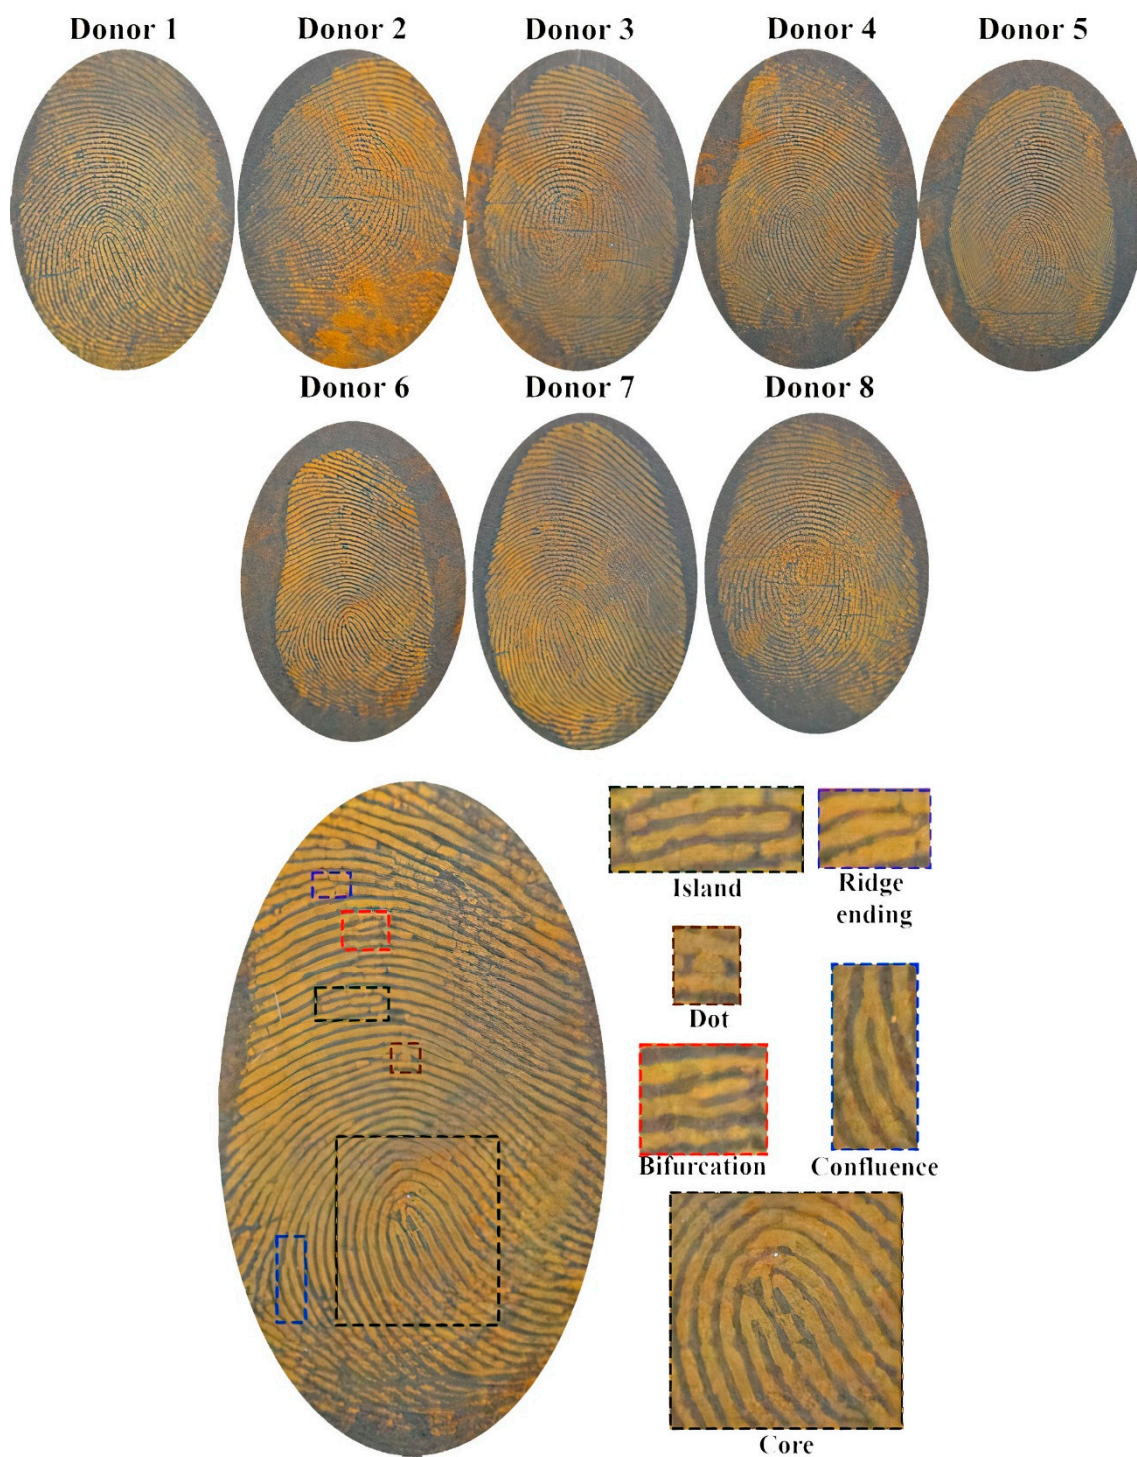 Donor 1
Donor 2
Donor 3
Donor 4
Donor 5
Donor 6
Donor 7
Donor 8
Island
Ridge
ending
Dot
Bifurcation
Confluence
Core